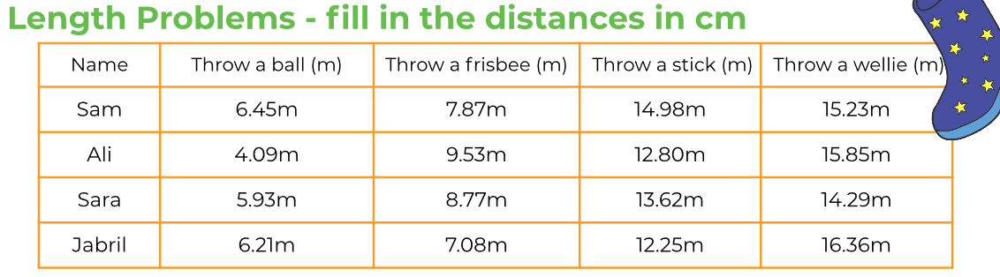 Length Problems - fill in the distances in cm
Name Throw a ball (m) Throw a frisbee (m) Throw a stick (m) Throw a wellie (m)
Sam 6.45m 7.87m 14.98m 15.23m
Ali 4.09m 9.53m 12.80m 15.85m
Sara 5.93m 8.77m 13.62m 14.29m
Jabril 6.21m 7.08m 12.25m 16.36m